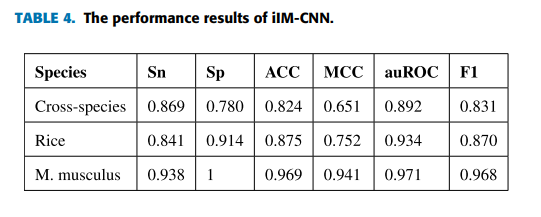 TABLE 4. The performance results of iIM-CNN.
Species Sn Sp ACC MCC auROC F1
Cross-species 0.869 0.780 0.824 0.651 0.892 0.831
Rice 0.841 0.914 0.875 0.752 0.934 0.870
M. musculus 0.938 1 0.969 0.941 0.971 0.968